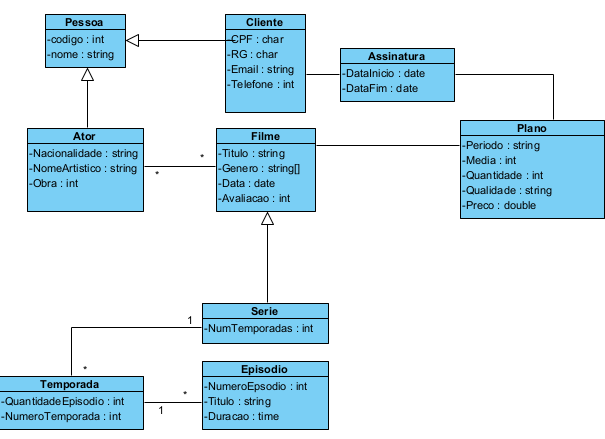 Pessoa
-codigo : int
-nome : string
Cliente
-CPF : char
-RG : char
-Email : string
-Telefone : int
Assinatura
-DataInicio : date
-DataFim : date
Plano
-Periodo : string
-Media : int
-Quantidade : int
-Qualidade : string
-Preco : double
Ator
-Nacionalidade : string
-NomeArtistico : string
-Obra : int
*
*
Filme
-Titulo : string
-Genero : string[]
-Data : date
-Avaliacao : int
Serie
-NumTemporadas : int
1
*
Temporada
-QuantidadeEpisodio : int
-NumeroTemporada : int
1
*
Episodio
-NumeroEpsodio : int
-Titulo : string
-Duracao : time